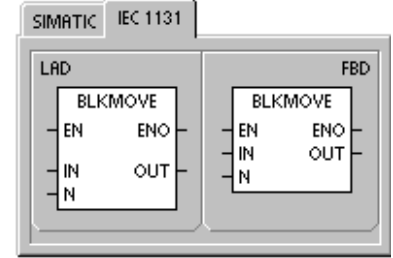 SIMATIC IEC 1131
LAD FBD
BLKMOVE BLKMOVE
EN ENO EN ENO
IN OUT IN OUT
N N